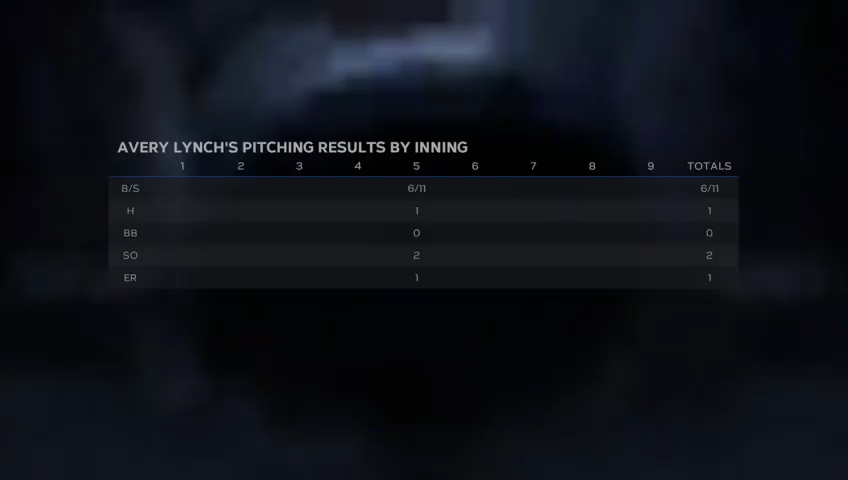 AVERY LYNCH'S PITCHING RESULTS BY INNING
1 2 3 4 5 6 7 8 9 TOTALS
B/S 6/11 6/11
H 1 1
BB 0 0
SO 2 2
ER 1 1